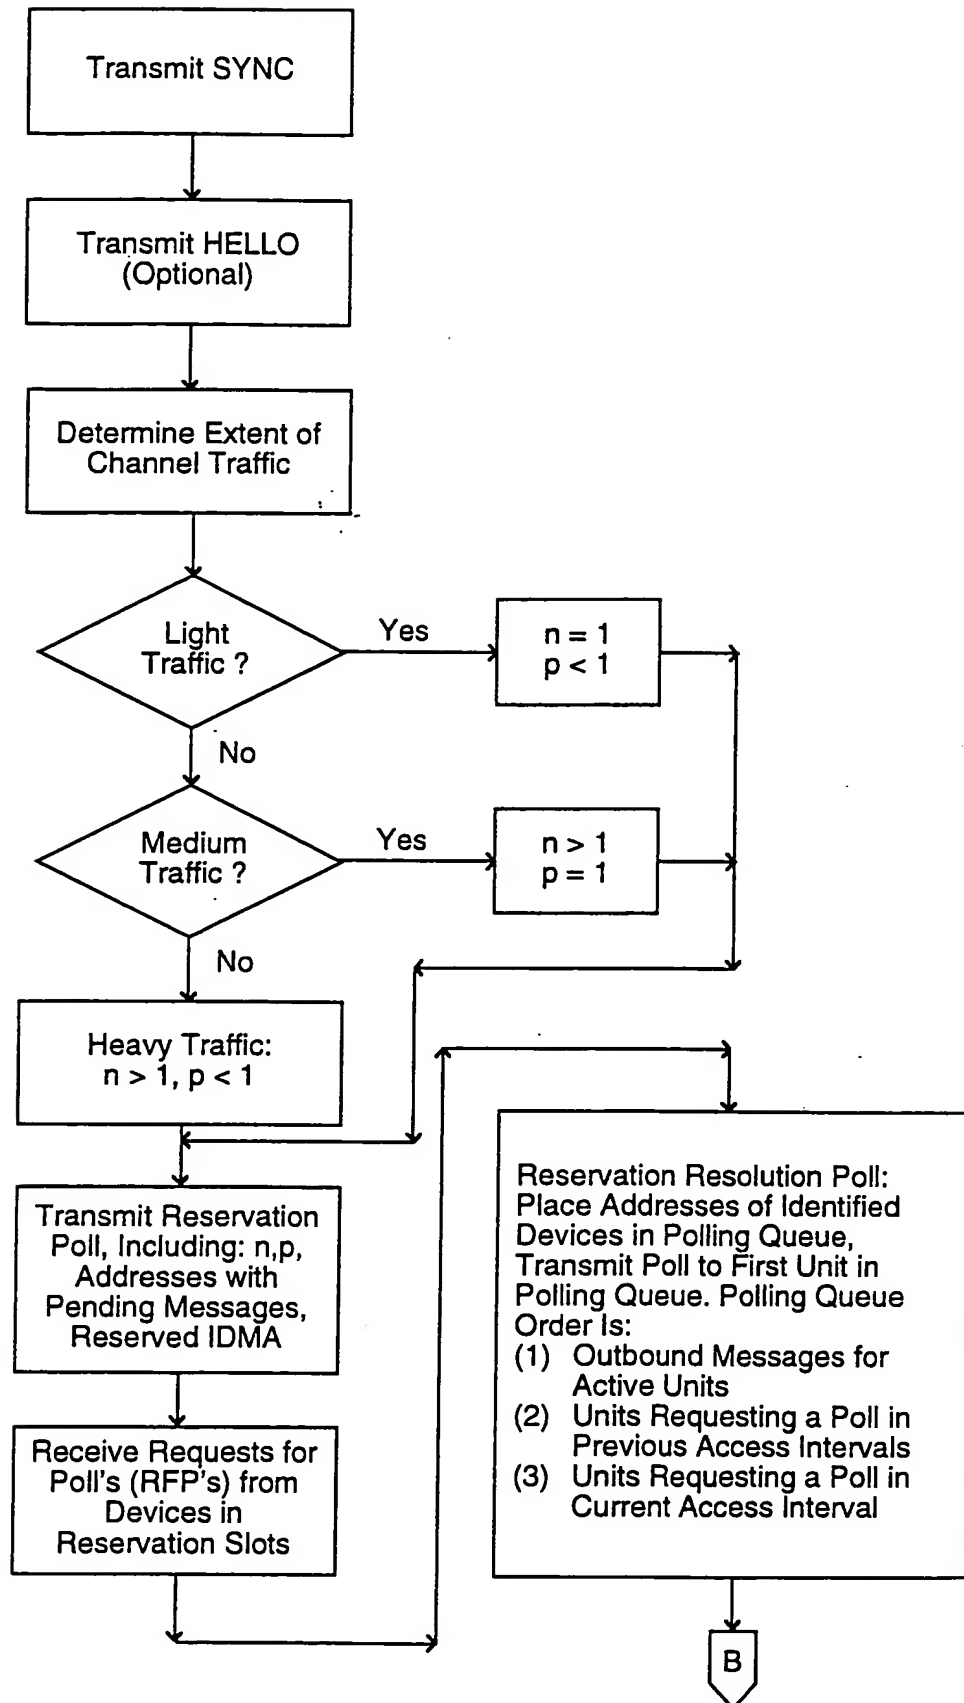 Transmit SYNC
Transmit HELLO
(Optional)
Determine Extent of
Channel Traffic
Light
Traffic ?
Yes
n = 1
p < 1
No
Medium
Traffic ?
Yes
n > 1
p = 1
No
Heavy Traffic:
n > 1, p < 1
Transmit Reservation
Poll, Including: n,p,
Addresses with
Pending Messages,
Reserved IDMA
Receive Requests for
Poll's (RFP's) from
Devices in
Reservation Slots
Reservation Resolution Poll:
Place Addresses of Identified
Devices in Polling Queue,
Transmit Poll to First Unit in
Polling Queue. Polling Queue
Order Is:
(1) Outbound Messages for
Active Units
(2) Units Requesting a Poll in
Previous Access Intervals
(3) Units Requesting a Poll in
Current Access Interval
B